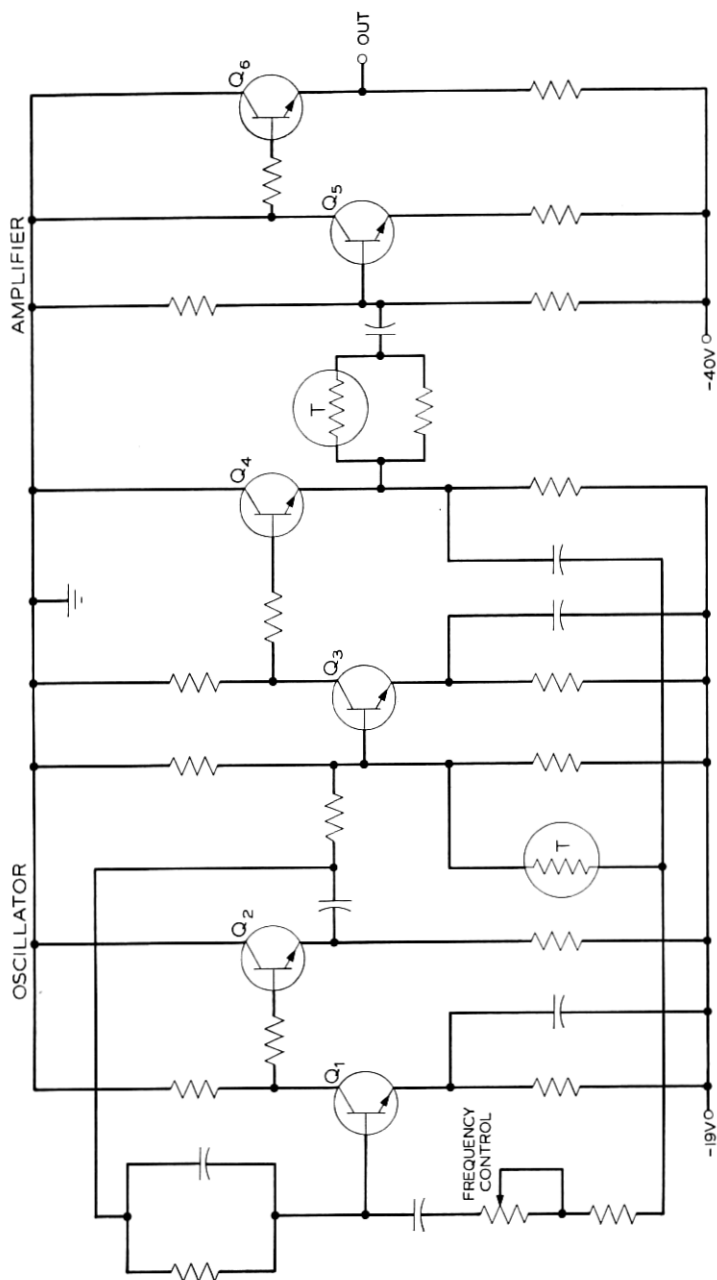 OSCILLATOR
AMPLIFIER
Q1
Q2
Q3
Q4
Q5
Q6
T
T
OUT
FREQUENCY
CONTROL
-19V
-40V